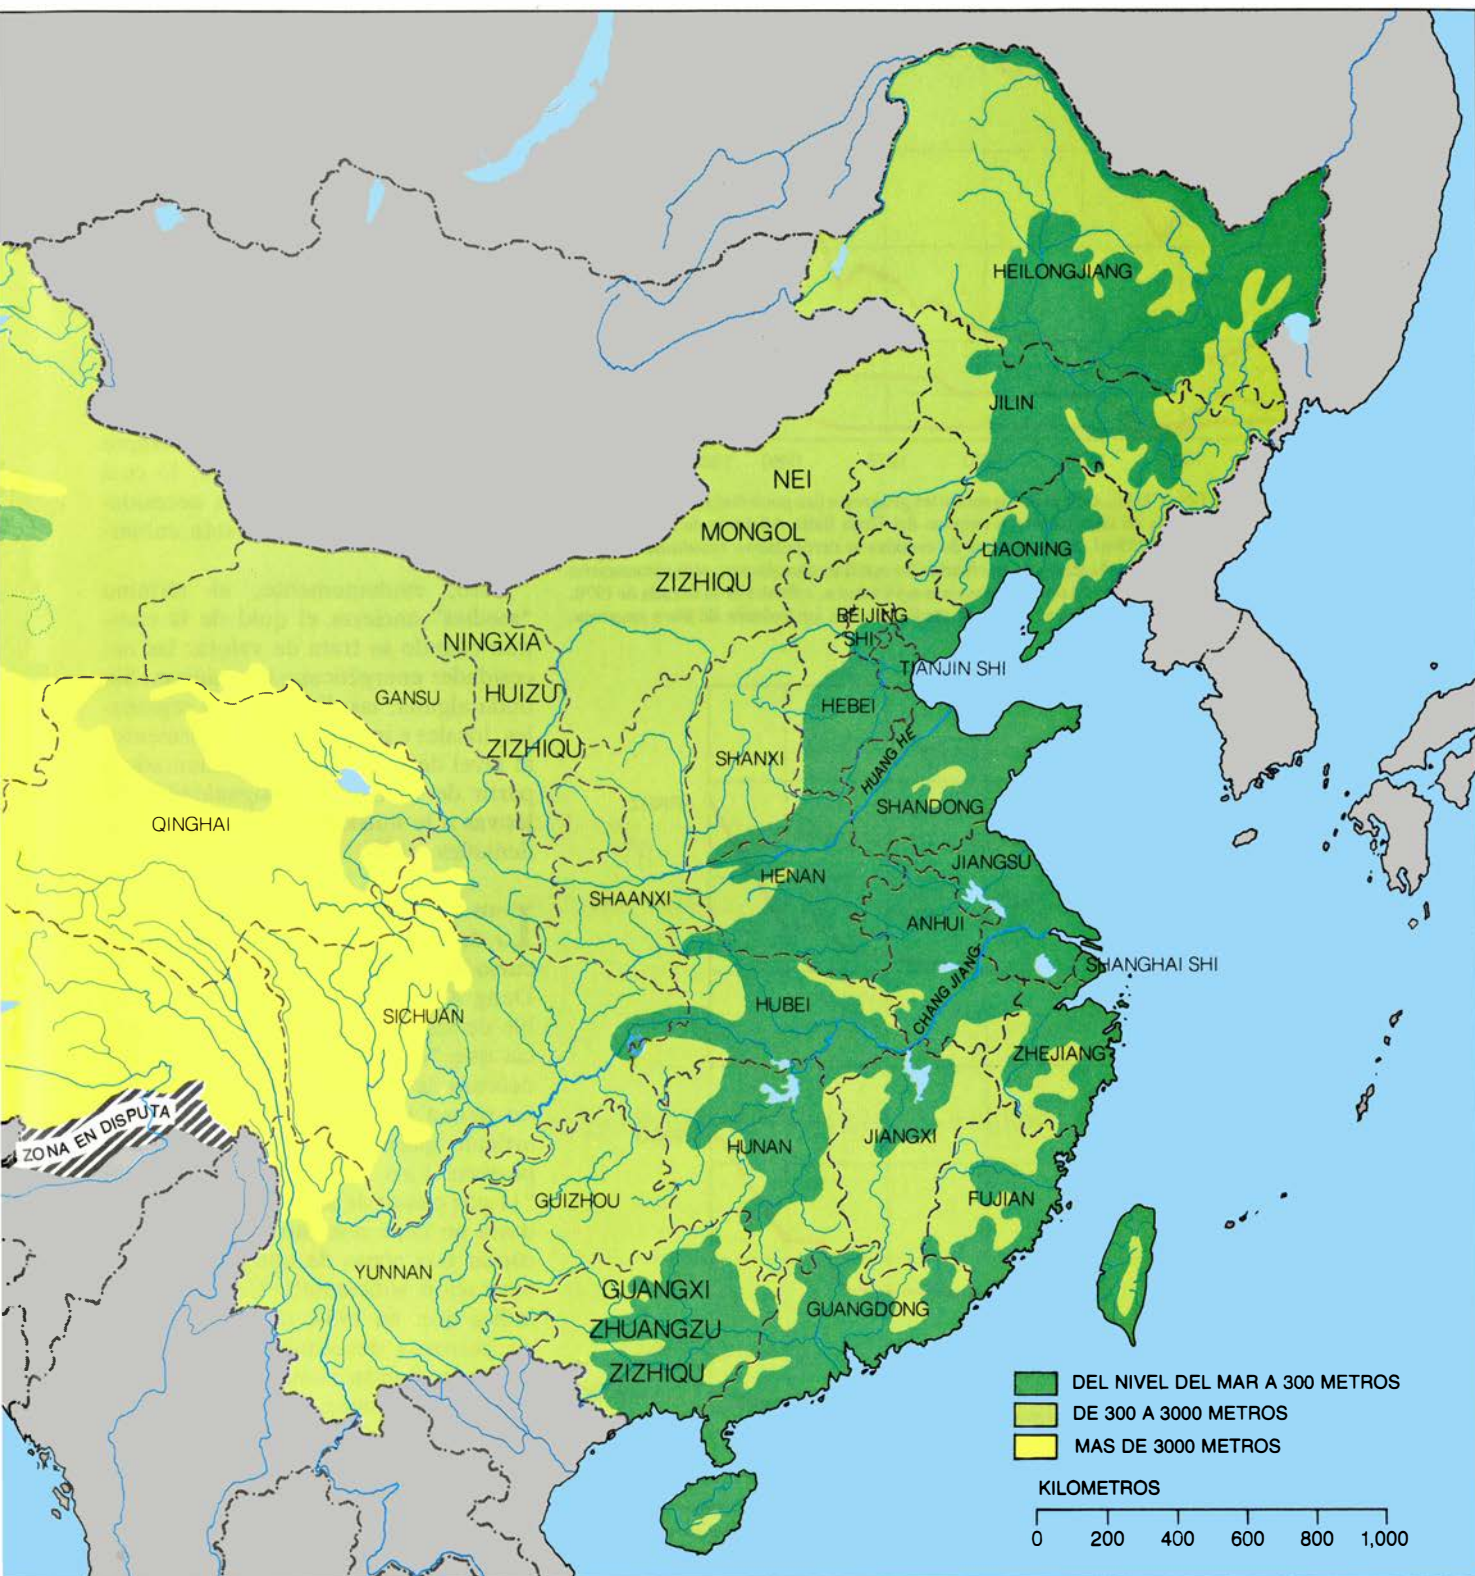 HEILONGJIANG
JILIN
NEI
MONGOL
ZIZHIQU
LIAONING
BEIJING
SHI
TIANJIN SHI
NINGXIA
HUIZU
ZIZHIQU
GANSU
HEBEI
SHANXI
HUANG HE
SHANDONG
QINGHAI
JIANGSU
HENAN
SHAANXI
ANHUI
SHANGHAI SHI
CHANG JIANG
SICHUAN
HUBEI
ZHEJIANG
ZONA EN DISPUTA
HUNAN
JIANGXI
GUIZHOU
FUJIAN
YUNNAN
GUANGXI
ZHUANGZU
ZIZHIQU
GUANGDONG
DEL NIVEL DEL MAR A 300 METROS
DE 300 A 3000 METROS
MAS DE 3000 METROS
KILOMETROS
0 200 400 600 800 1,000